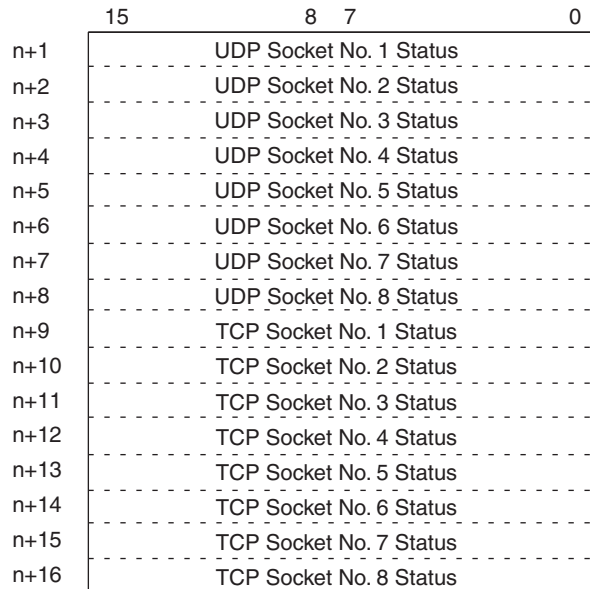 15 8 7 0
n+1 UDP Socket No. 1 Status
n+2 UDP Socket No. 2 Status
n+3 UDP Socket No. 3 Status
n+4 UDP Socket No. 4 Status
n+5 UDP Socket No. 5 Status
n+6 UDP Socket No. 6 Status
n+7 UDP Socket No. 7 Status
n+8 UDP Socket No. 8 Status
n+9 TCP Socket No. 1 Status
n+10 TCP Socket No. 2 Status
n+11 TCP Socket No. 3 Status
n+12 TCP Socket No. 4 Status
n+13 TCP Socket No. 5 Status
n+14 TCP Socket No. 6 Status
n+15 TCP Socket No. 7 Status
n+16 TCP Socket No. 8 Status